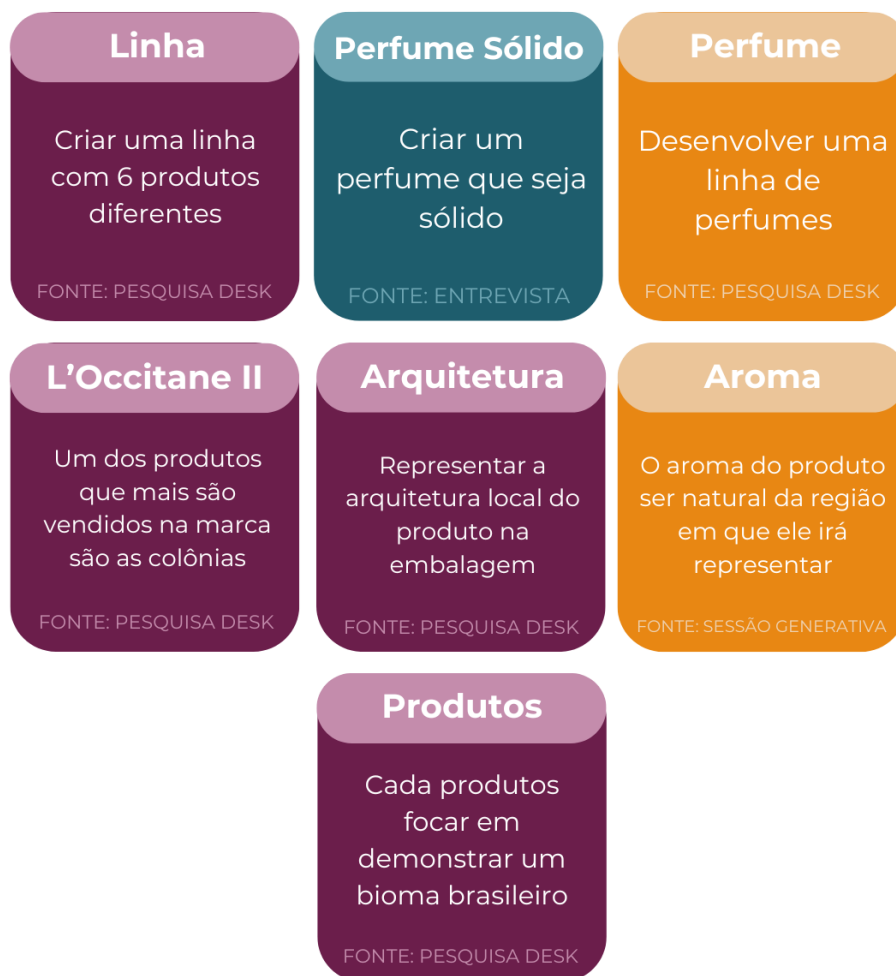 Linha
Criar uma linha
com 6 produtos
diferentes
FONTE: PESQUISA DESK
Perfume Sólido
Criar um
perfume que seja
sólido
FONTE: ENTREVISTA
Perfume
Desenvolver uma
linha de
perfumes
FONTE: PESQUISA DESK
L’Occitane II
Um dos produtos
que mais são
vendidos na marca
são as colônias
FONTE: PESQUISA DESK
Arquitetura
Representar a
arquitetura local do
produto na
embalagem
FONTE: PESQUISA DESK
Aroma
O aroma do produto
ser natural da região
em que ele irá
representar
FONTE: SESSÃO GENERATIVA
Produtos
Cada produtos
focar em
demonstrar um
bioma brasileiro
FONTE: PESQUISA DESK